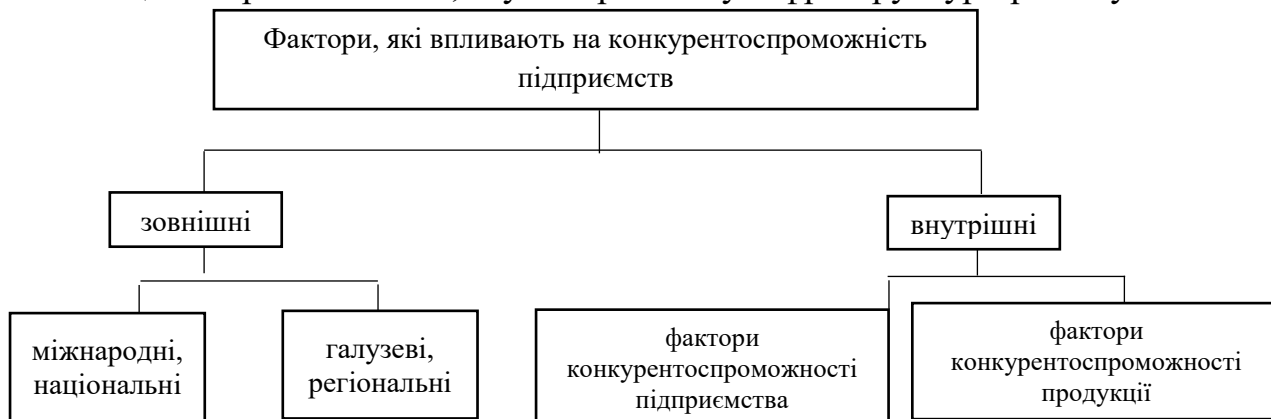 Фактори, які впливають на конкурентоспроможність
підприємств
зовнішні
внутрішні
міжнародні,
національні
галузеві,
регіональні
фактори
конкурентоспроможності
підприємства
фактори
конкурентоспроможності
продукції